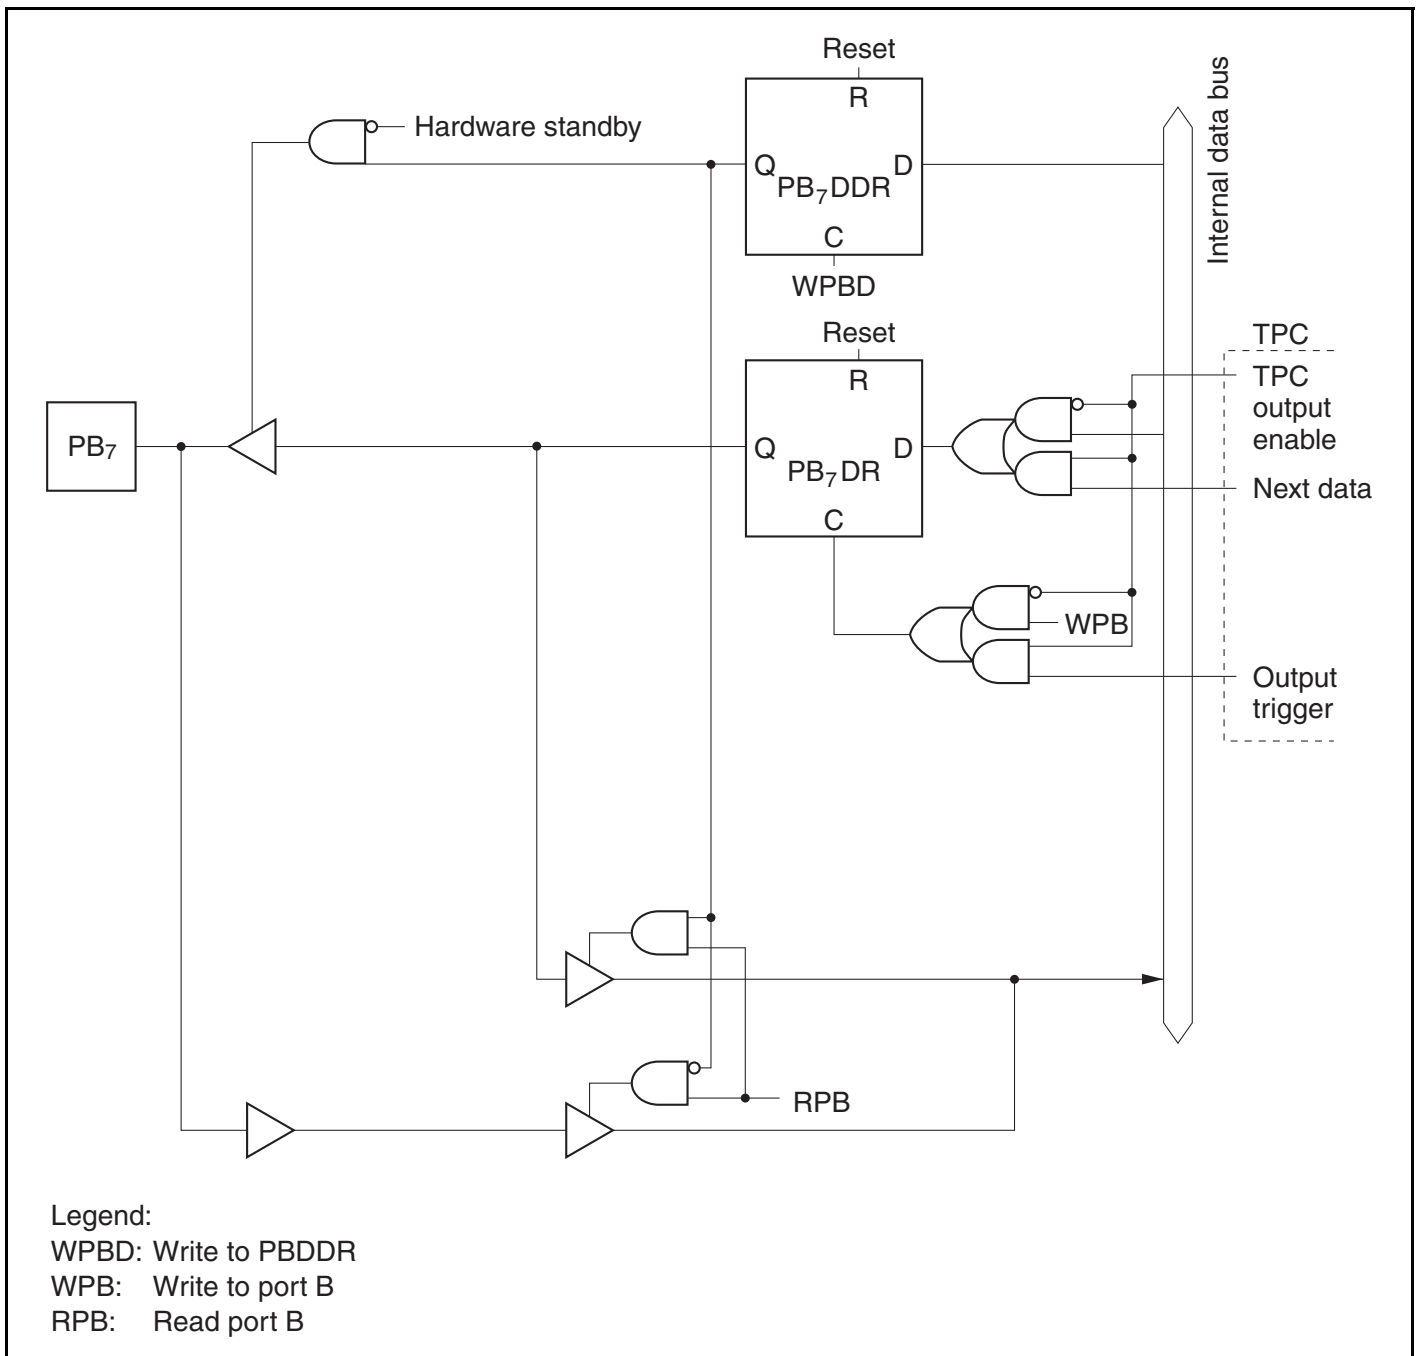 Reset
R
Hardware standby
Q
D
PB₇DDR
C
WPBD
Internal data bus
Reset
R
PB₇
Q
D
PB₇DR
C
TPC
TPC
output
enable
Next data
WPB
Output
trigger
RPB
Legend:
WPBD: Write to PBDDR
WPB: Write to port B
RPB: Read port B